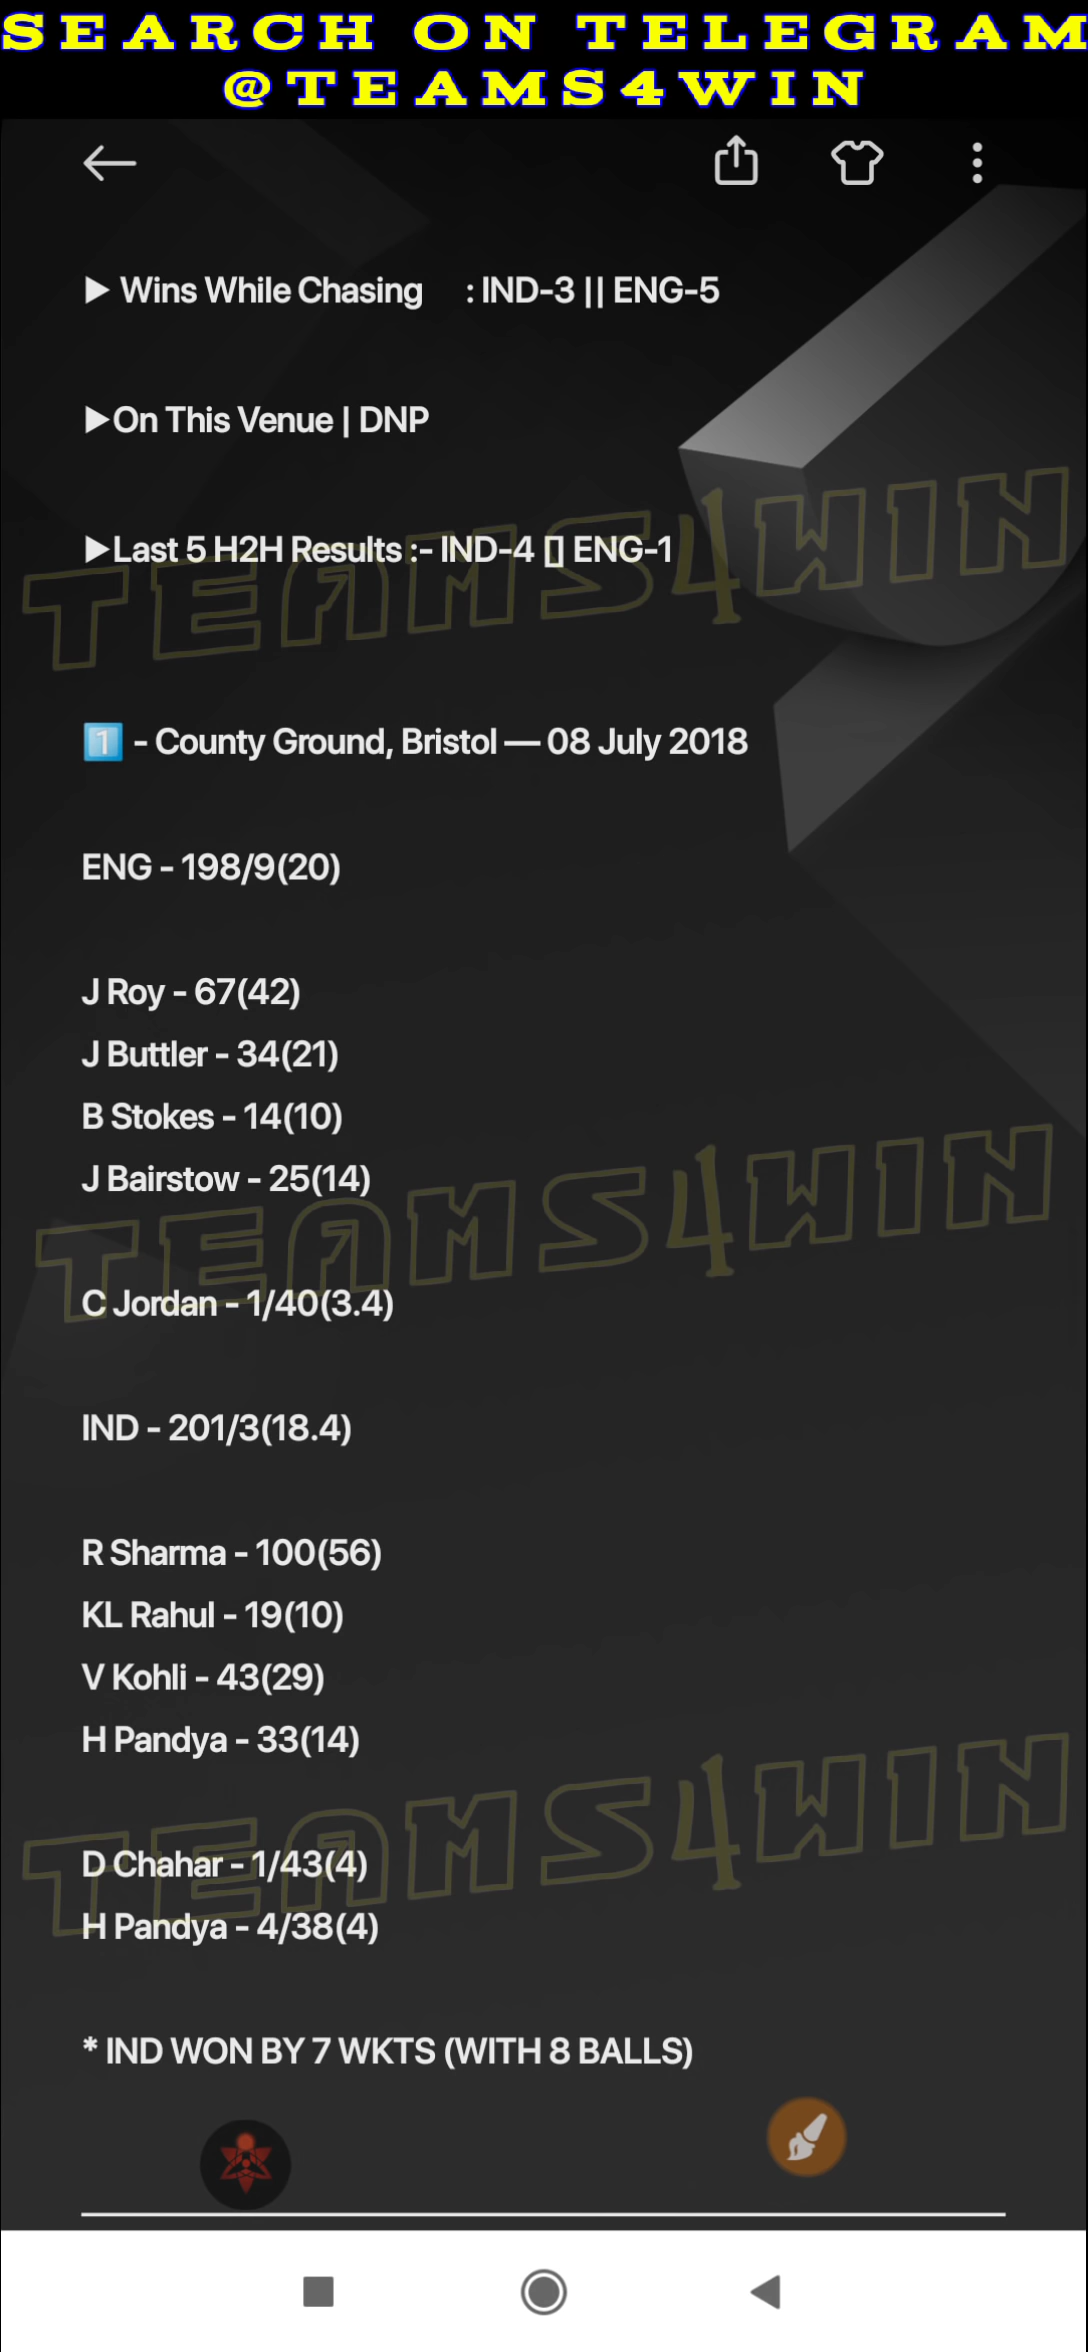 SEARCH ON TELEGRAM
@TEAMS4WIN
▶ Wins While Chasing : IND-3 || ENG-5
▶On This Venue | DNP
▶Last 5 H2H Results :- IND-4 [] ENG-1
TEAMS4WIN
1️⃣ - County Ground, Bristol — 08 July 2018
ENG - 198/9(20)
J Roy - 67(42)
J Buttler - 34(21)
B Stokes - 14(10)
J Bairstow - 25(14)
TEAMS4WIN
C Jordan - 1/40(3.4)
IND - 201/3(18.4)
R Sharma - 100(56)
KL Rahul - 19(10)
V Kohli - 43(29)
H Pandya - 33(14)
TEAMS4WIN
D Chahar - 1/43(4)
H Pandya - 4/38(4)
* IND WON BY 7 WKTS (WITH 8 BALLS)